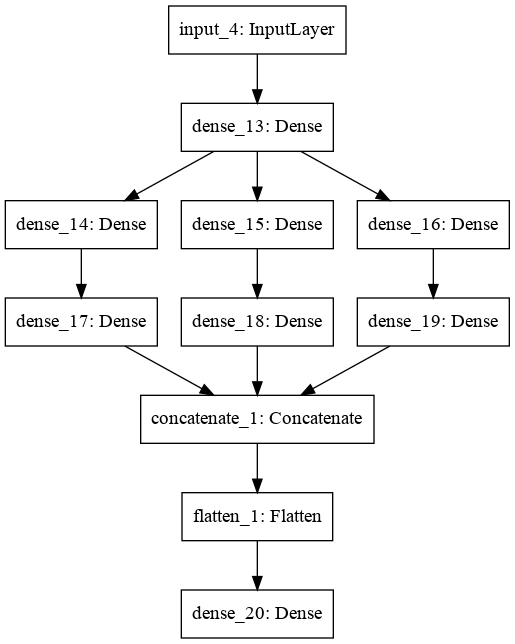 input_4: InputLayer
dense_13: Dense
dense_14: Dense
dense_15: Dense
dense_16: Dense
dense_17: Dense
dense_18: Dense
dense_19: Dense
concatenate_1: Concatenate
flatten_1: Flatten
dense_20: Dense